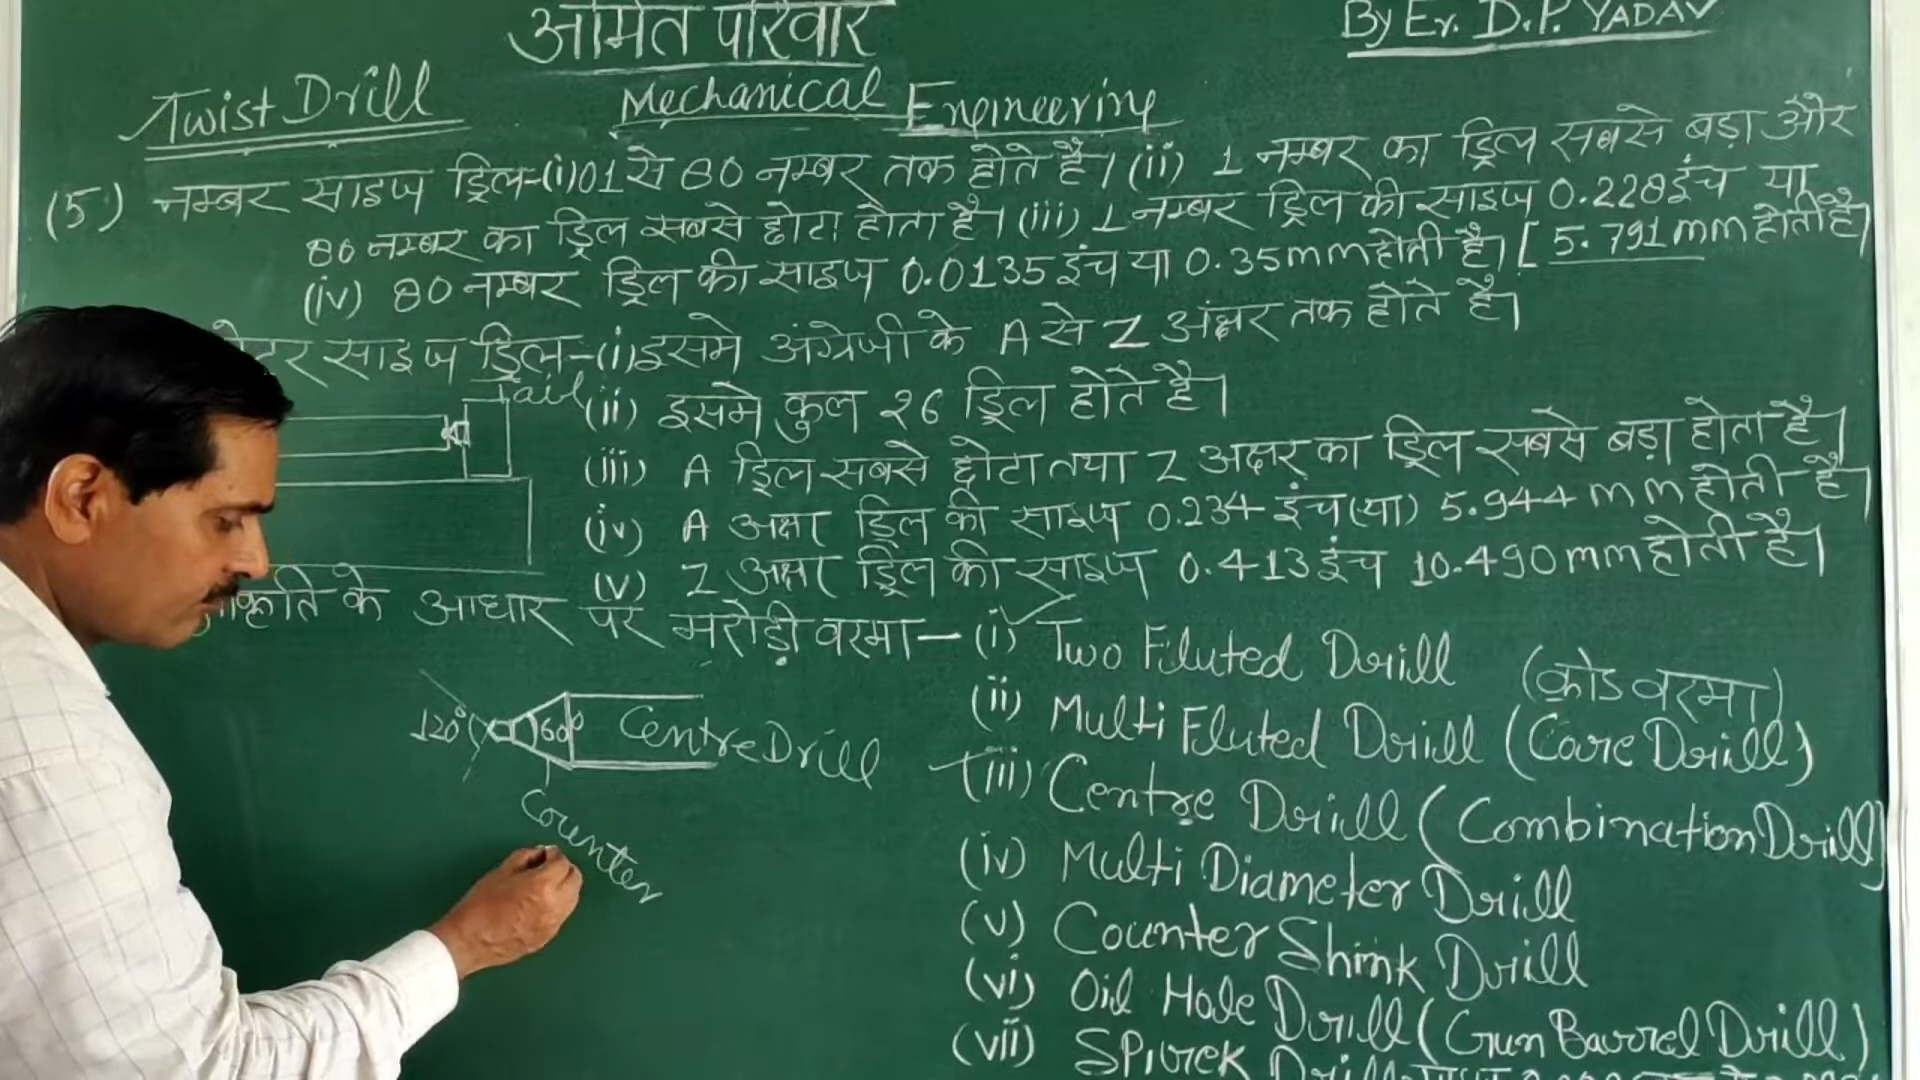 अमित परिवार
By Er. D.P. YADAV
Twist Drill
Mechanical Engineering
(5) नम्बर साइज ड्रिल-(i) 01 से 80 नम्बर तक होते है। (ii) 1 नम्बर का ड्रिल सबसे बड़ा और
80 नम्बर का ड्रिल सबसे छोटा होता है। (iii) 1 नम्बर ड्रिल की साइज 0.228 इंच या
(iv) 80 नम्बर ड्रिल की साइज 0.0135 इंच या 0.35mm होती है। [5.791mm होती है।
टर साइज ड्रिल-(i) इसमे अंग्रेजी के A से Z अंक्षर तक होते है।
Tail
(ii) इसमे कुल 26 ड्रिल होते है।
(iii) A ड्रिल सबसे छोटा तथा Z अक्षर का ड्रिल सबसे बड़ा होता है।
(iv) A अक्षर ड्रिल की साइज 0.234 इंच (या) 5.944 mm होती है।
(v) Z अक्षर ड्रिल की साइज 0.413 इंच 10.490mm होती है।
के आधार पर मरोड़ी वरमा - (i) Two Fluted Drill
(कोड वरमा)
(ii) Multi Fluted Drill (Core Drill)
120° 60° Centre Drill
(iii) Centre Drill (Combination Drill)
Counter
(iv) Multi Diameter Drill
(v) Counter Shink Drill
(vi) Oil Hole Drill (Gun Barrel Drill)
(vii) SPirek Drill